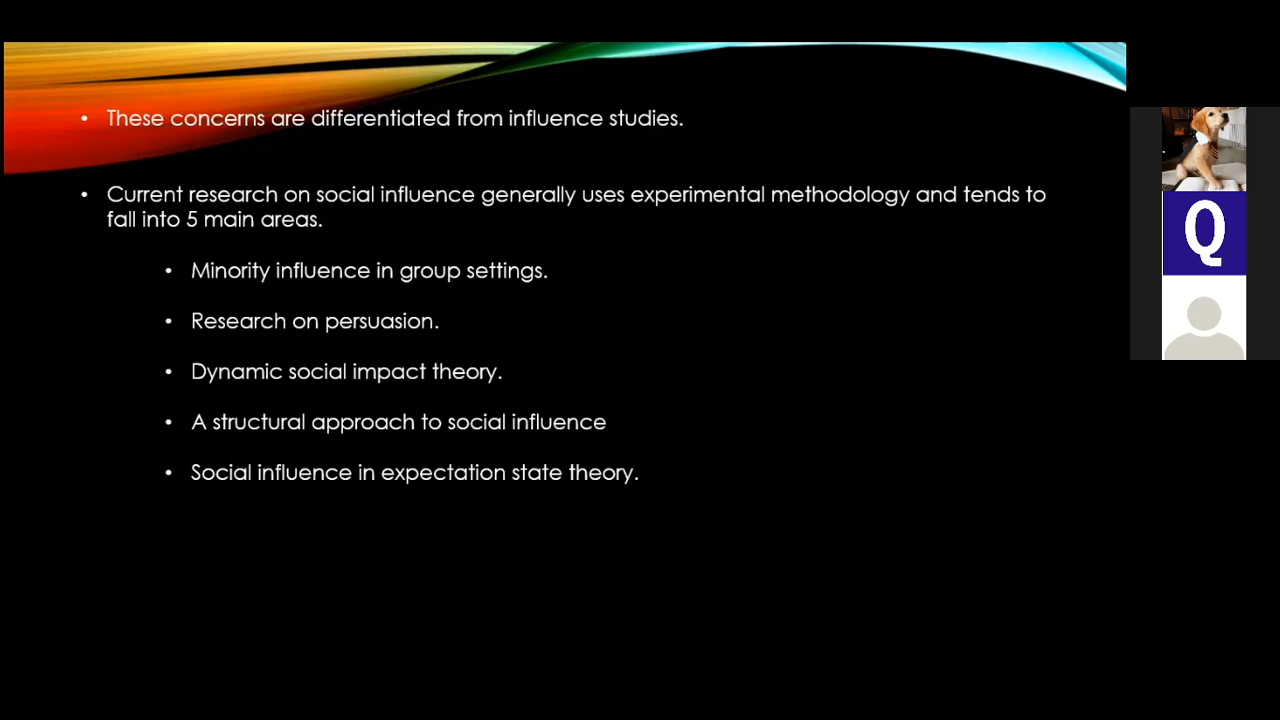 • These concerns are differentiated from influence studies.
• Current research on social influence generally uses experimental methodology and tends to
fall into 5 main areas.
• Minority influence in group settings.
• Research on persuasion.
• Dynamic social impact theory.
• A structural approach to social influence
• Social influence in expectation state theory.
Q